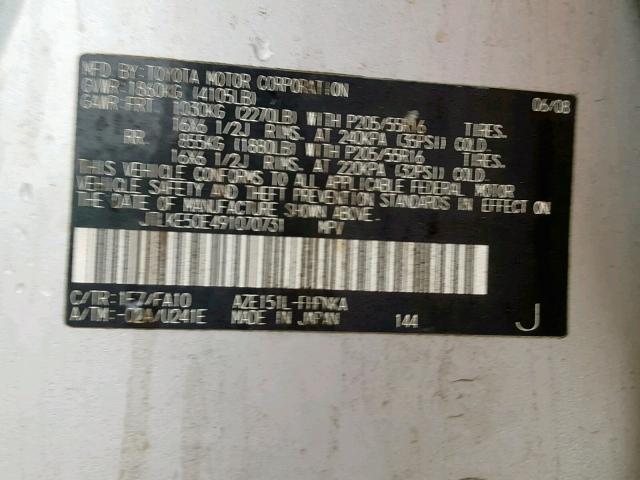 MFD BY: TOYOTA MOTOR CORPORATION 06/08
GVWR: 1860KG (4105LB)
GAWR FRT. 1030KG (2270LB) WITH P205/55R16 TIRES.
16X6 1/2J RIMS. AT 240KPA (35PSI) COLD.
RR. 855KG (1880LB) WITH P205/55R16 TIRES.
16X6 1/2J RIMS. AT 220KPA (32PSI) COLD.
THIS VEHICLE CONFORMS TO ALL APPLICABLE FEDERAL MOTOR
VEHICLE SAFETY AND THEFT PREVENTION STANDARDS IN EFFECT ON
THE DATE OF MANUFACTURE SHOWN ABOVE.
JTLKE50E491070731 MPV
C/TR: 1F7/FA10 AZE151L-FHFNKA
A/TM: -02A/U241E MADE IN JAPAN 144 J